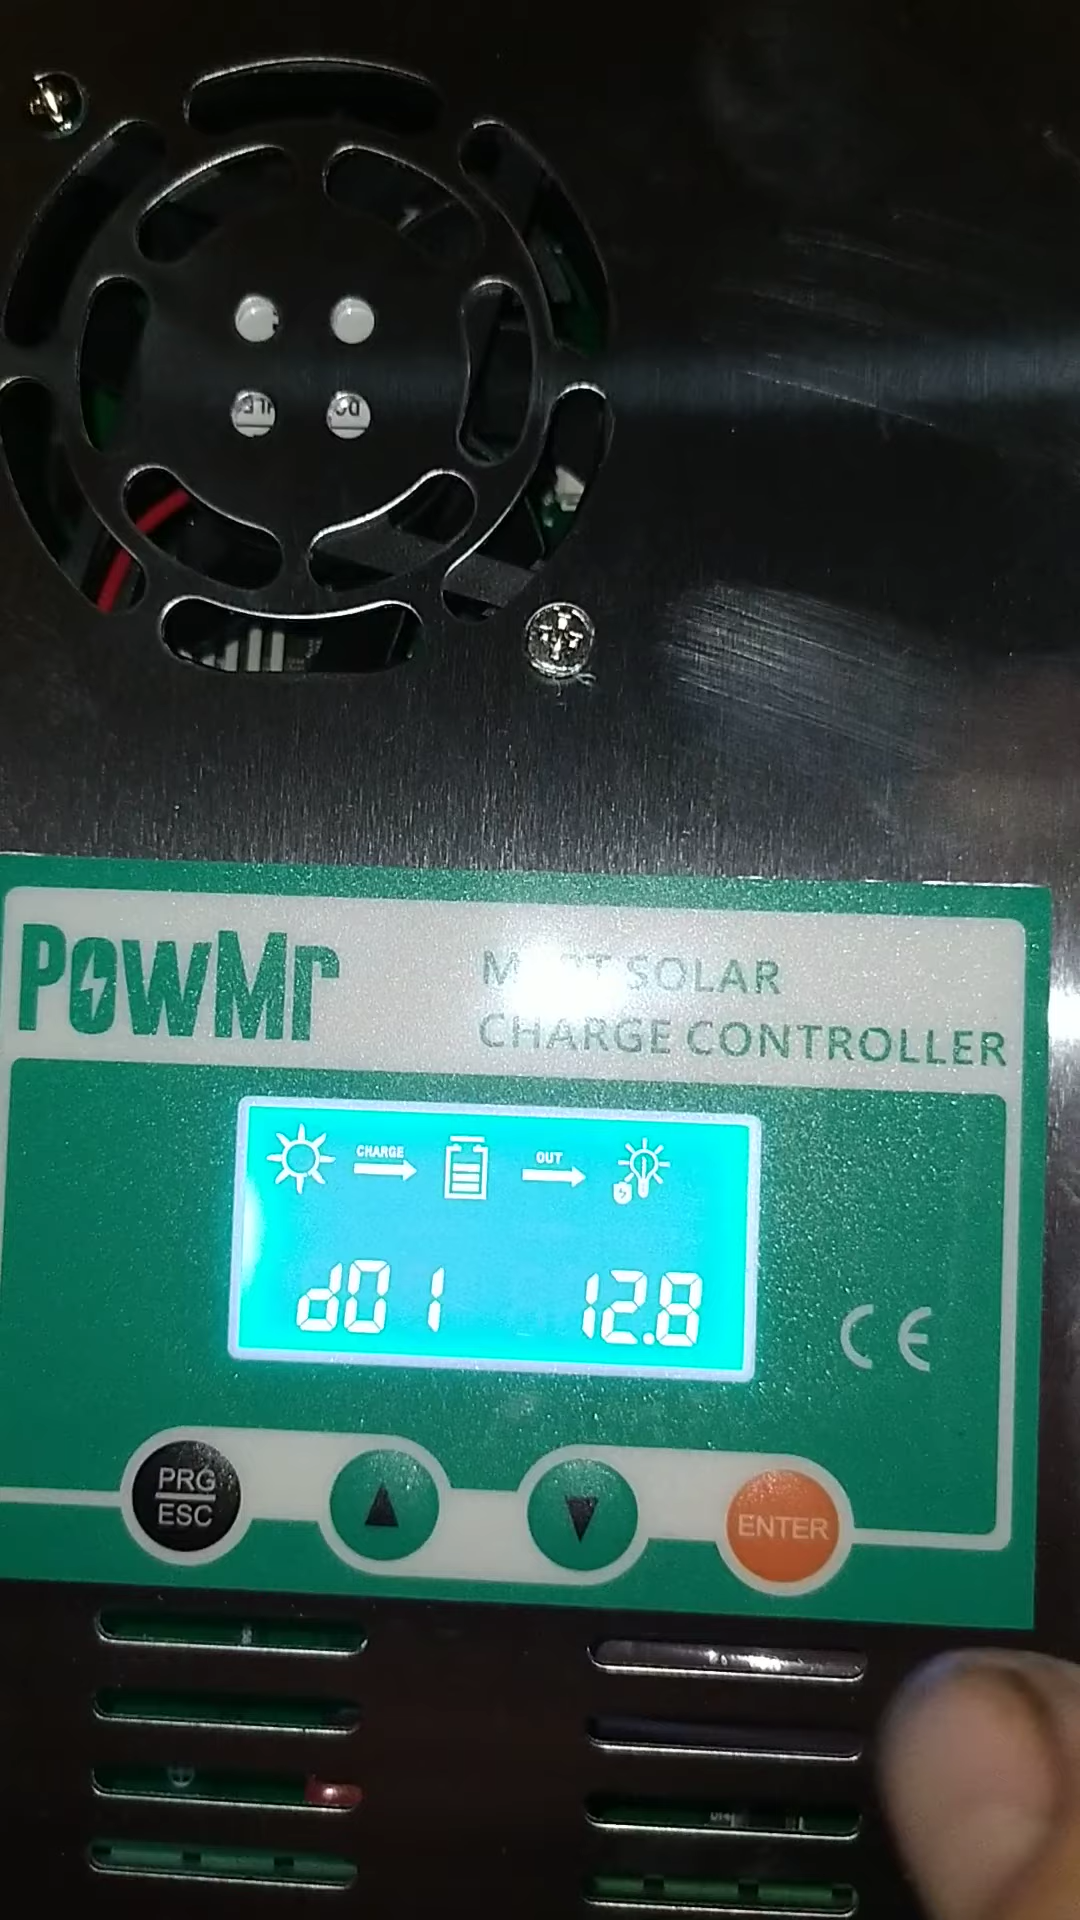 PowMr
SOLAR
CHARGE CONTROLLER
CHARGE
OUT
d01 12.8
CE
PRG
ESC
ENTER